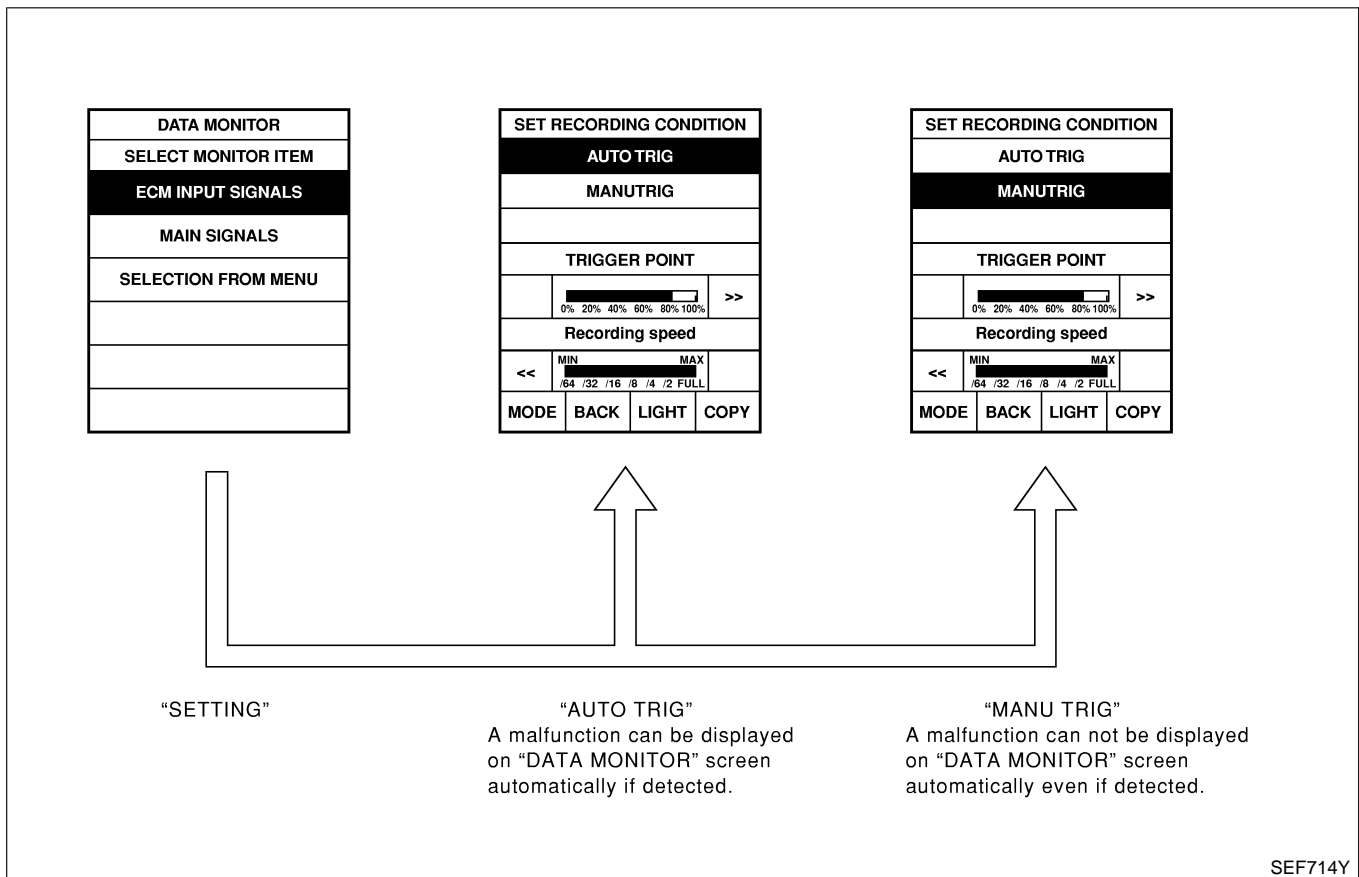 DATA MONITOR
SELECT MONITOR ITEM
ECM INPUT SIGNALS
MAIN SIGNALS
SELECTION FROM MENU
SET RECORDING CONDITION
AUTO TRIG
MANUTRIG
TRIGGER POINT
>>
0% 20% 40% 60% 80% 100%
Recording speed
MIN MAX
<<
/64 /32 /16 /8 /4 /2 FULL
MODE BACK LIGHT COPY
SET RECORDING CONDITION
AUTO TRIG
MANUTRIG
TRIGGER POINT
>>
0% 20% 40% 60% 80% 100%
Recording speed
MIN MAX
<<
/64 /32 /16 /8 /4 /2 FULL
MODE BACK LIGHT COPY
“SETTING”
“AUTO TRIG”
A malfunction can be displayed
on “DATA MONITOR” screen
automatically if detected.
“MANU TRIG”
A malfunction can not be displayed
on “DATA MONITOR” screen
automatically even if detected.
SEF714Y